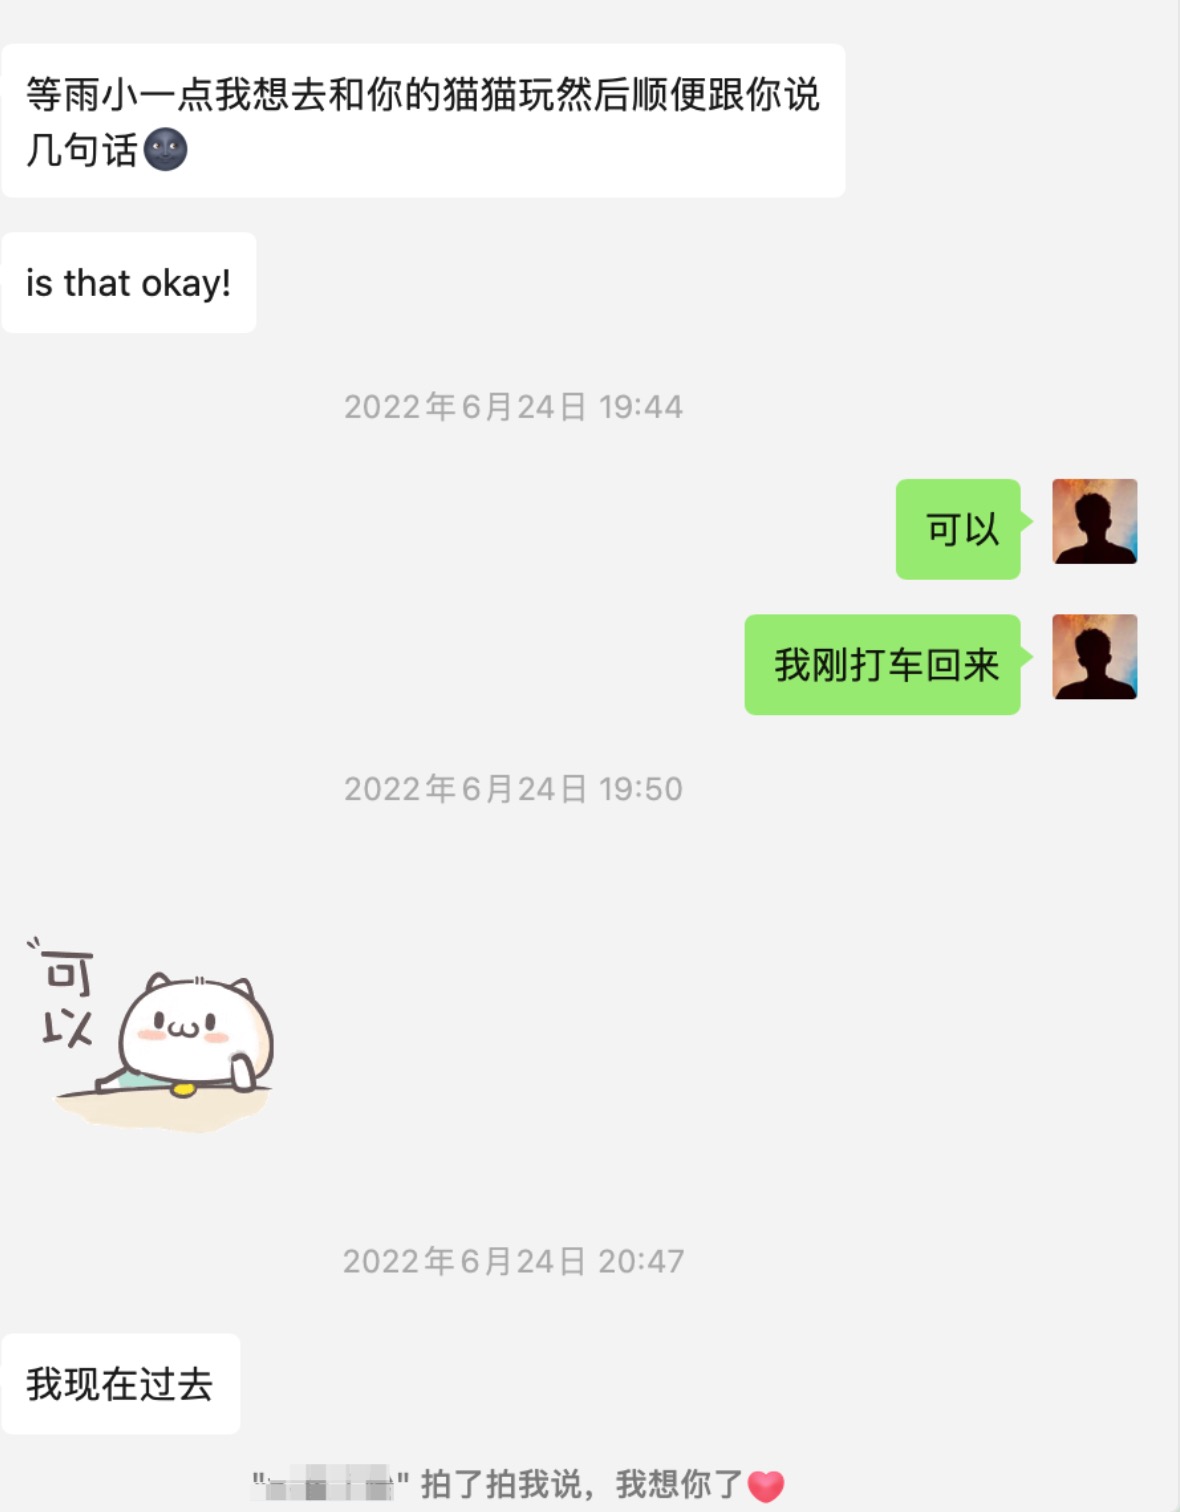 等雨小一点我想去和你的猫猫玩然后顺便跟你说
几句话🌚
is that okay!
2022年6月24日 19:44
可以
我刚打车回来
2022年6月24日 19:50
可
以
2022年6月24日 20:47
我现在过去
"" 拍了拍我说，我想你了❤️